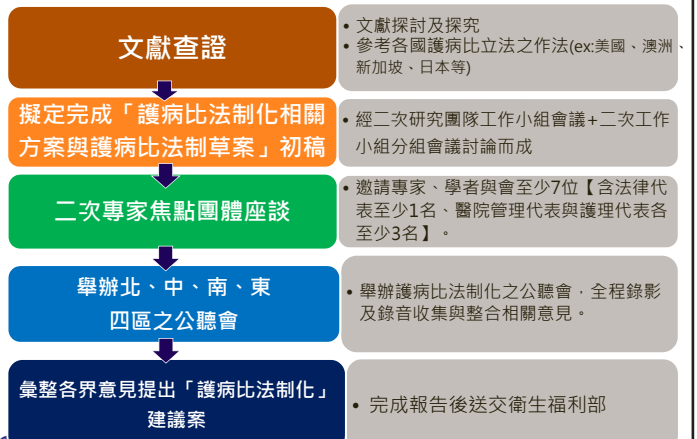 文獻查證
• 文獻探討及探究
• 參考各國護病比立法之作法(ex:美國、澳洲、
新加坡、日本等)
擬定完成「護病比法制化相關
方案與護病比法制草案」初稿
• 經二次研究團隊工作小組會議+二次工作
小組分組會議討論而成
二次專家焦點團體座談
• 邀請專家、學者與會至少7位【含法律代
表至少1名、醫院管理代表與護理代表各
至少3名】。
舉辦北、中、南、東
四區之公聽會
• 舉辦護病比法制化之公聽會，全程錄影
及錄音收集與整合相關意見。
彙整各界意見提出「護病比法制化」
建議案
• 完成報告後送交衛生福利部